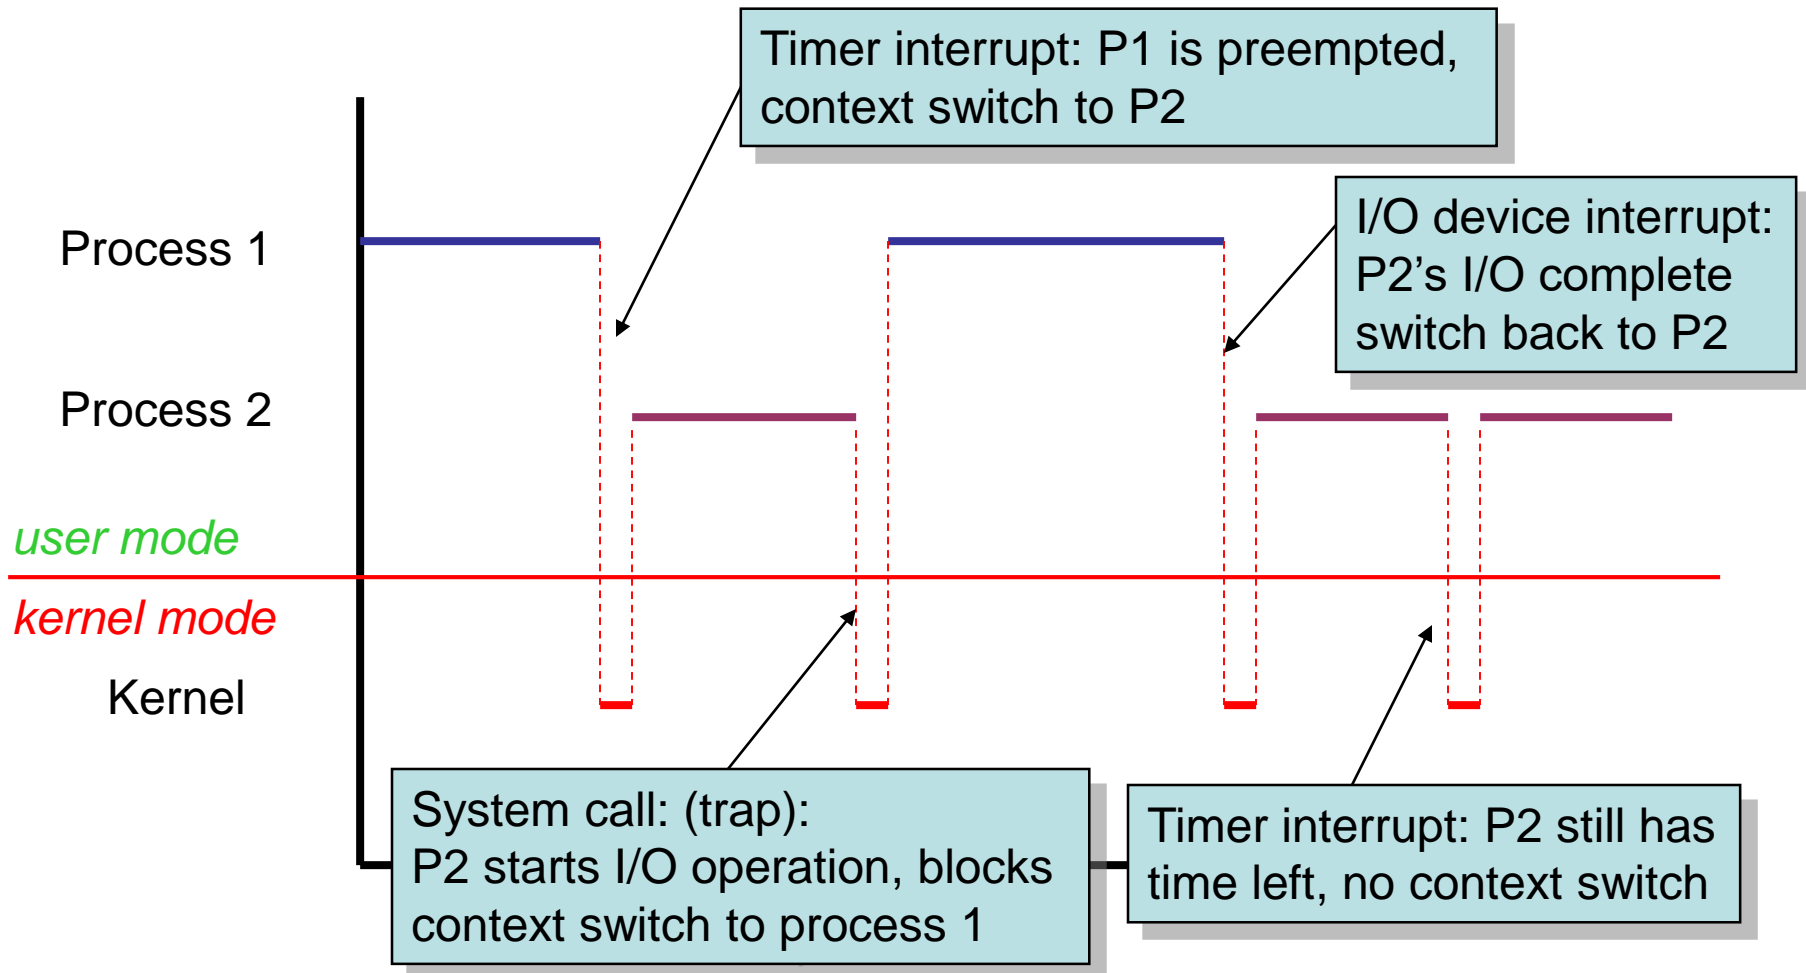 Timer interrupt: P1 is preempted,
context switch to P2
I/O device interrupt:
P2’s I/O complete
switch back to P2
Process 1
Process 2
user mode
kernel mode
Kernel
System call: (trap):
P2 starts I/O operation, blocks
context switch to process 1
Timer interrupt: P2 still has
time left, no context switch